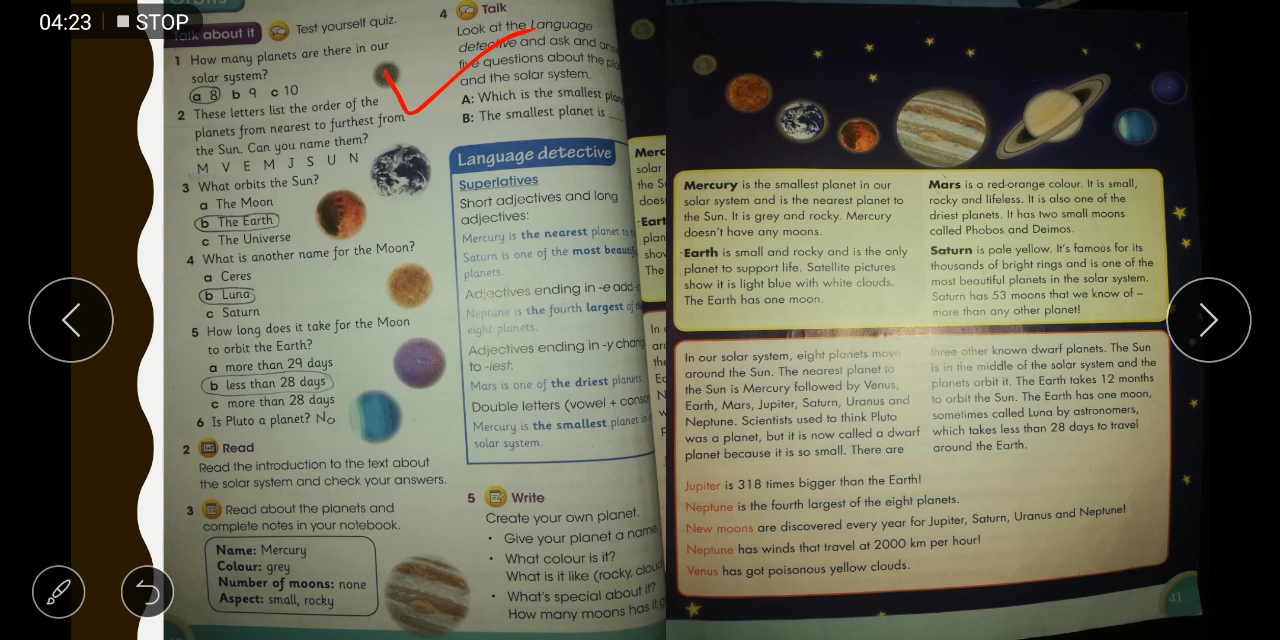 04:23 STOP
Talk about it Test yourself quiz.
1 How many planets are there in our
solar system?
a 8 b 9 c 10
2 These letters list the order of the
planets from nearest to furthest from
the Sun. Can you name them?
M V E M J S U N
3 What orbits the Sun?
a The Moon
b The Earth
c The Universe
4 What is another name for the Moon?
a Ceres
b Luna
c Saturn
5 How long does it take for the Moon
to orbit the Earth?
a more than 29 days
b less than 28 days
c more than 28 days
6 Is Pluto a planet? No
2 Read
Read the introduction to the text about
the solar system and check your answers.
3 Read about the planets and
complete notes in your notebook.
Name: Mercury
Colour: grey
Number of moons: none
Aspect: small, rocky
4 Talk
Look at the Language
detective and ask and
five questions about the
and the solar system.
A: Which is the smallest
B: The smallest planet is
Language detective
Superlatives
Short adjectives and long
adjectives:
Mercury is the nearest planet
Saturn is one of the most
planets.
Adjectives ending in -e add
Neptune is the fourth largest of
eight planets.
Adjectives ending in -y
to -iest:
Mars is one of the driest planets
Double letters (vowel +
Mercury is the smallest planet
solar system.
5 Write
Create your own planet.
• Give your planet a name
• What colour is it?
What is it like (rocky,
• What's special about it?
How many moons has it
Mercury is the smallest planet in our
solar system and is the nearest planet to
the Sun. It is grey and rocky. Mercury
doesn't have any moons.
Earth is small and rocky and is the only
planet to support life. Satellite pictures
show it is light blue with white clouds.
The Earth has one moon.
Mars is a red-orange colour. It is small,
rocky and lifeless. It is also one of the
driest planets. It has two small moons
called Phobos and Deimos.
Saturn is pale yellow. It's famous for its
thousands of bright rings and is one of the
most beautiful planets in the solar system.
Saturn has 53 moons that we know of –
more than any other planet!
In our solar system, eight planets move
around the Sun. The nearest planet to
the Sun is Mercury followed by Venus,
Earth, Mars, Jupiter, Saturn, Uranus and
Neptune. Scientists used to think Pluto
was a planet, but it is now called a dwarf
planet because it is so small. There are
three other known dwarf planets. The Sun
is in the middle of the solar system and the
planets orbit it. The Earth takes 12 months
to orbit the Sun. The Earth has one moon,
sometimes called Luna by astronomers,
which takes less than 28 days to travel
around the Earth.
Jupiter is 318 times bigger than the Earth!
Neptune is the fourth largest of the eight planets.
New moons are discovered every year for Jupiter, Saturn, Uranus and Neptune!
Neptune has winds that travel at 2000 km per hour!
Venus has got poisonous yellow clouds.
41